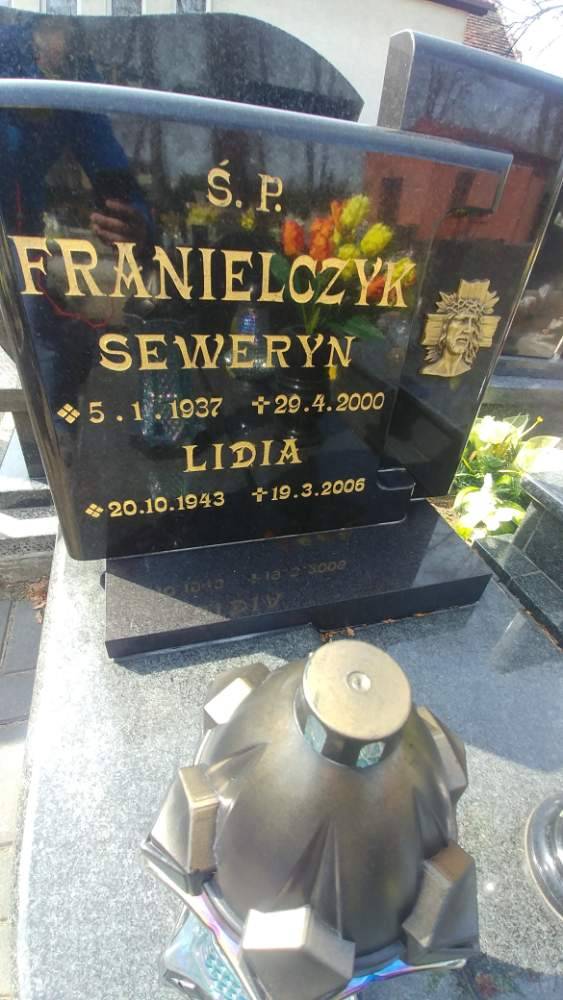 Ś. P.
FRANIELCZYK
SEWERYN
5.1.1937 +29.4.2000
LIDIA
20.10.1943 +19.3.2006